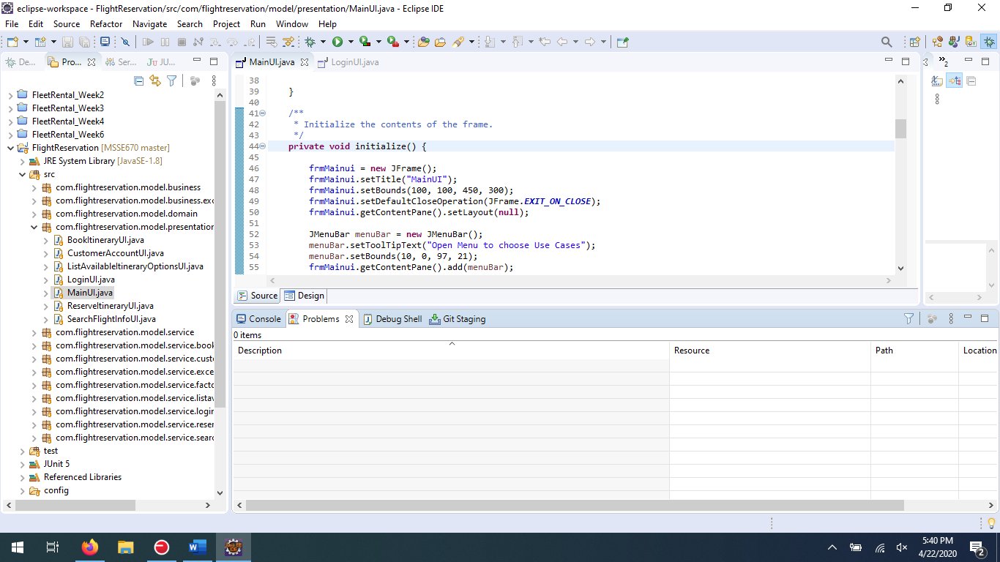 eclipse-workspace - FlightReservation/src/com/flightreservation/model/presentation/MainUI.java - Eclipse IDE
File Edit Source Refactor Navigate Search Project Run Window Help
De... Pro... Ser... JU...
FleetRental_Week2
FleetRental_Week3
FleetRental_Week4
FleetRental_Week6
FlightReservation [MSSE670 master]
JRE System Library [JavaSE-1.8]
src
com.flightreservation.model.business
com.flightreservation.model.business.exc
com.flightreservation.model.domain
com.flightreservation.model.presentation
BookItineraryUI.java
CustomerAccountUI.java
ListAvailableItineraryOptionsUI.java
LoginUI.java
MainUI.java
ReserveItineraryUI.java
SearchFlightInfoUI.java
com.flightreservation.model.service
com.flightreservation.model.service.book
com.flightreservation.model.service.custo
com.flightreservation.model.service.exce
com.flightreservation.model.service.facto
com.flightreservation.model.service.listav
com.flightreservation.model.service.login
com.flightreservation.model.service.reser
com.flightreservation.model.service.searc
test
JUnit 5
Referenced Libraries
config
MainUI.java LoginUI.java
38
39 }
40
41 /**
42 * Initialize the contents of the frame.
43 */
44 private void initialize() {
45
46 frmMainui = new JFrame();
47 frmMainui.setTitle("MainUI");
48 frmMainui.setBounds(100, 100, 450, 300);
49 frmMainui.setDefaultCloseOperation(JFrame.EXIT_ON_CLOSE);
50 frmMainui.getContentPane().setLayout(null);
51
52 JMenuBar menuBar = new JMenuBar();
53 menuBar.setToolTipText("Open Menu to choose Use Cases");
54 menuBar.setBounds(10, 0, 97, 21);
55 frmMainui.getContentPane().add(menuBar);
Source Design
2
Console Problems Debug Shell Git Staging
0 items
Description Resource Path Location
5:40 PM
4/22/2020
2